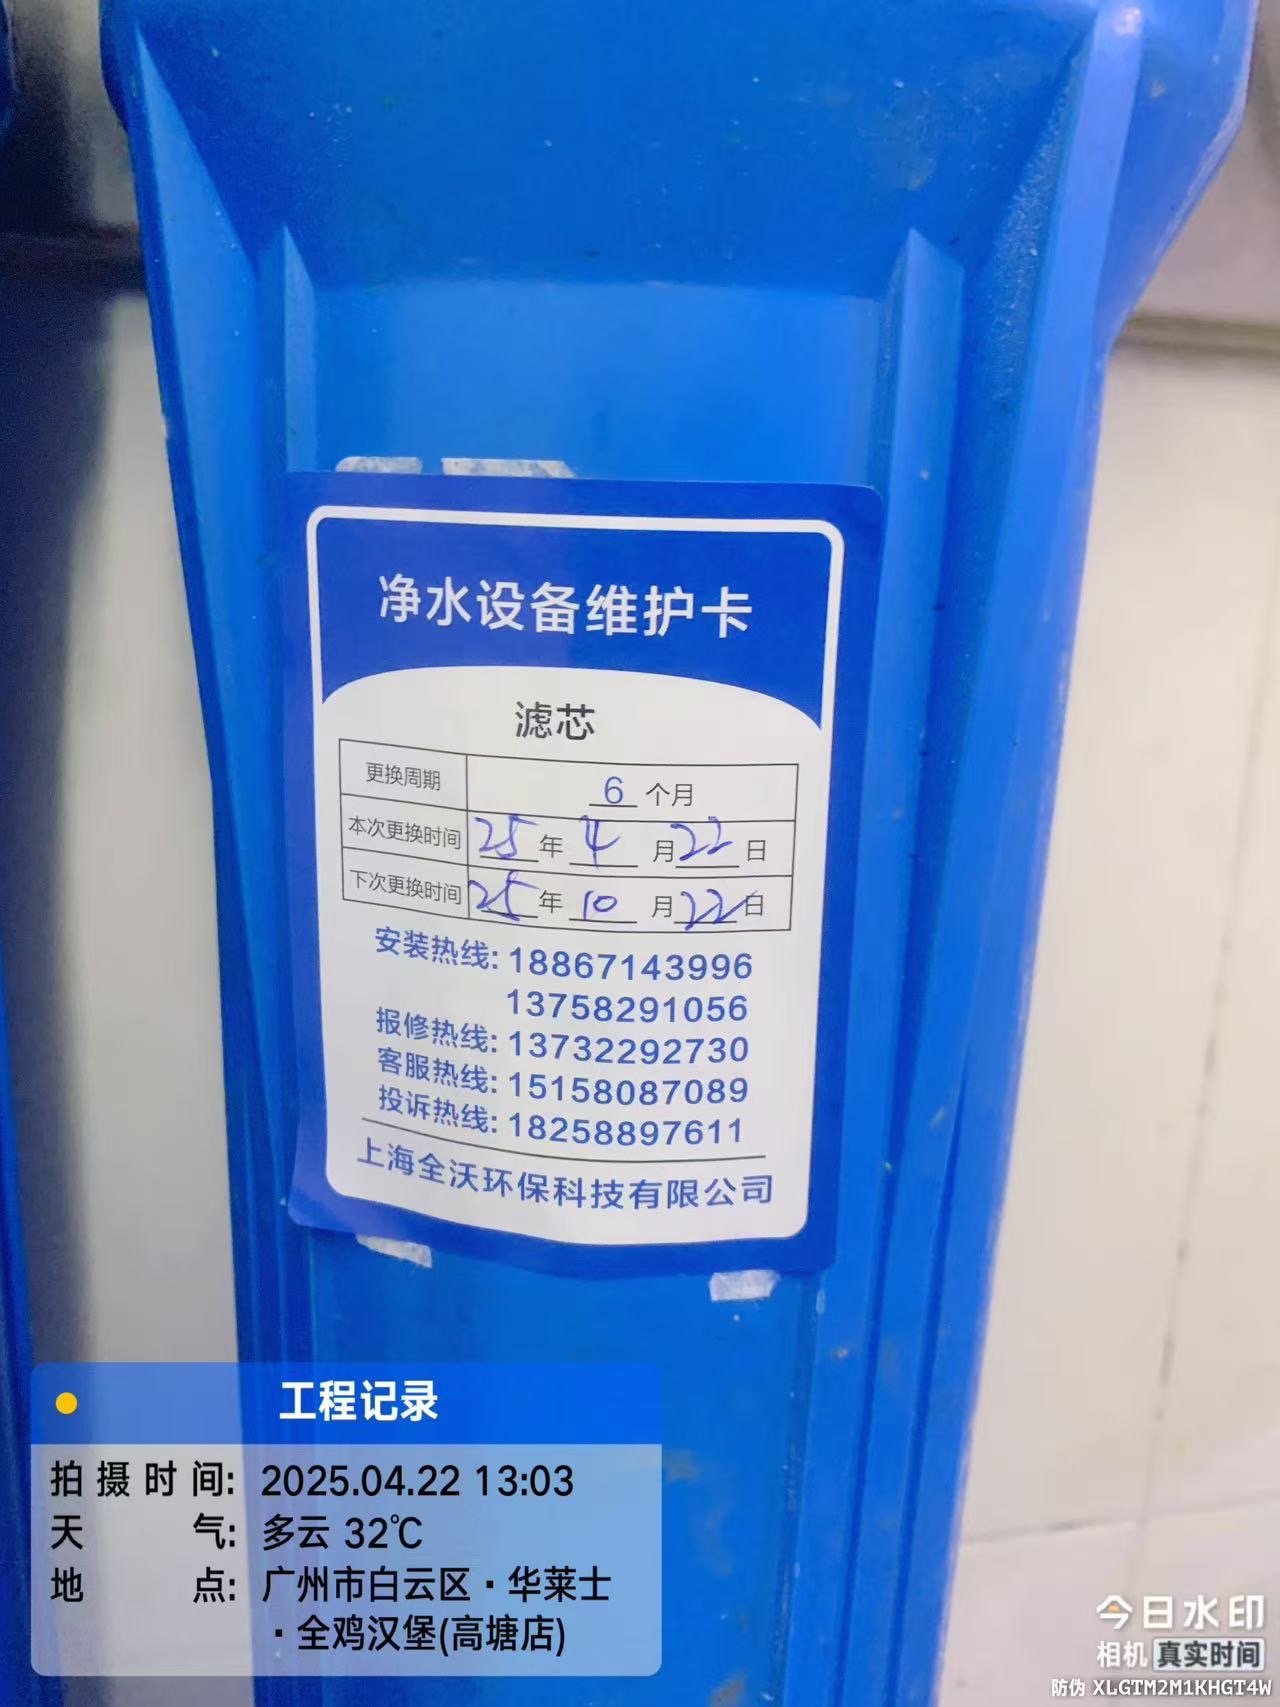 净水设备维护卡
滤芯
更换周期 6 个月
本次更换时间 25 年 4 月 22 日
下次更换时间 25 年 10 月 22 日
安装热线: 18867143996
13758291056
报修热线: 13732292730
客服热线: 15158087089
投诉热线: 18258897611
上海全沃环保科技有限公司
工程记录
拍摄时间: 2025.04.22 13:03
天气: 多云 32℃
地点: 广州市白云区·华莱士
·全鸡汉堡(高塘店)
今日水印
相机 真实时间
防伪 XLGTM2M1KHGT4W